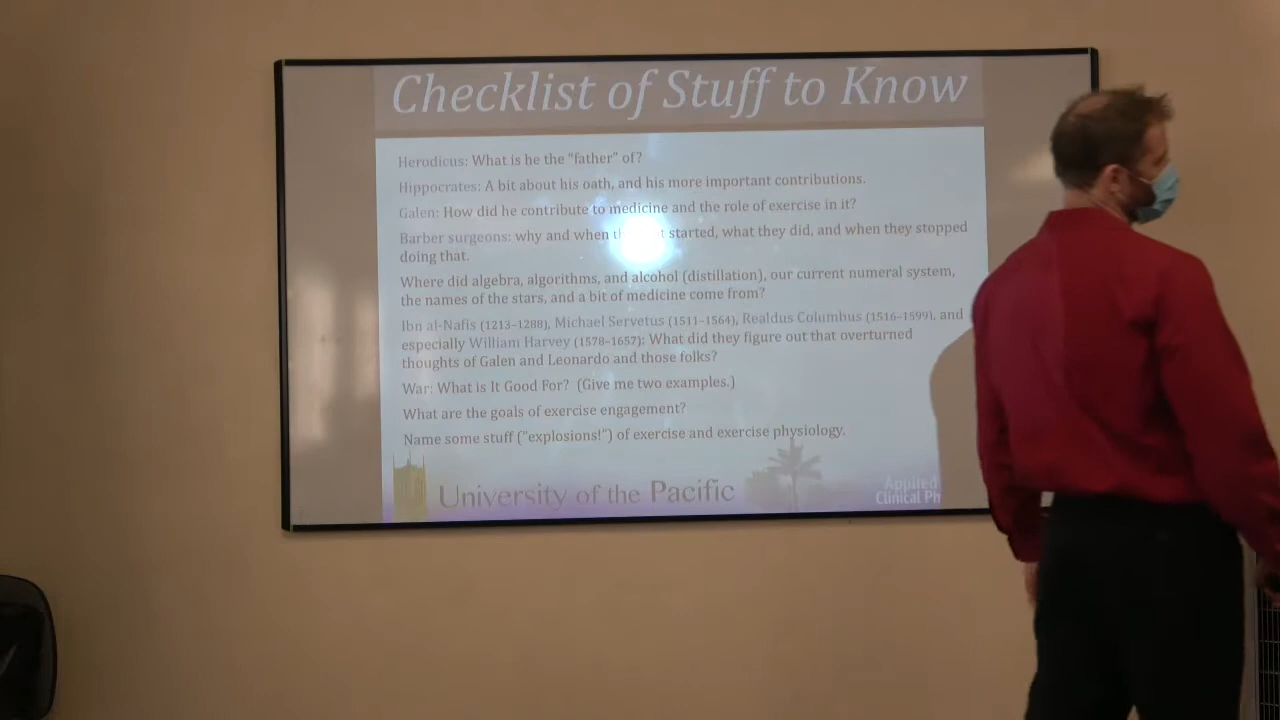 Checklist of Stuff to Know
Herodicus: What is he the "father" of?
Hippocrates: A bit about his oath, and his more important contributions.
Galen: How did he contribute to medicine and the role of exercise in it?
Barber surgeons: why and when started, what they did, and when they stopped
doing that.
Where did algebra, algorithms, and alcohol (distillation), our current numeral system,
the names of the stars, and a bit of medicine come from?
Ibn al-Nafis (1213–1288), Michael Servetus (1511–1564), Realdus Columbus (1516–1599), and
especially William Harvey (1578–1657): What did they figure out that overturned
thoughts of Galen and Leonardo and those folks?
War: What is It Good For? (Give me two examples.)
What are the goals of exercise engagement?
Name some stuff ("explosions!") of exercise and exercise physiology.
University of the Pacific
Applied
Clinical Ph